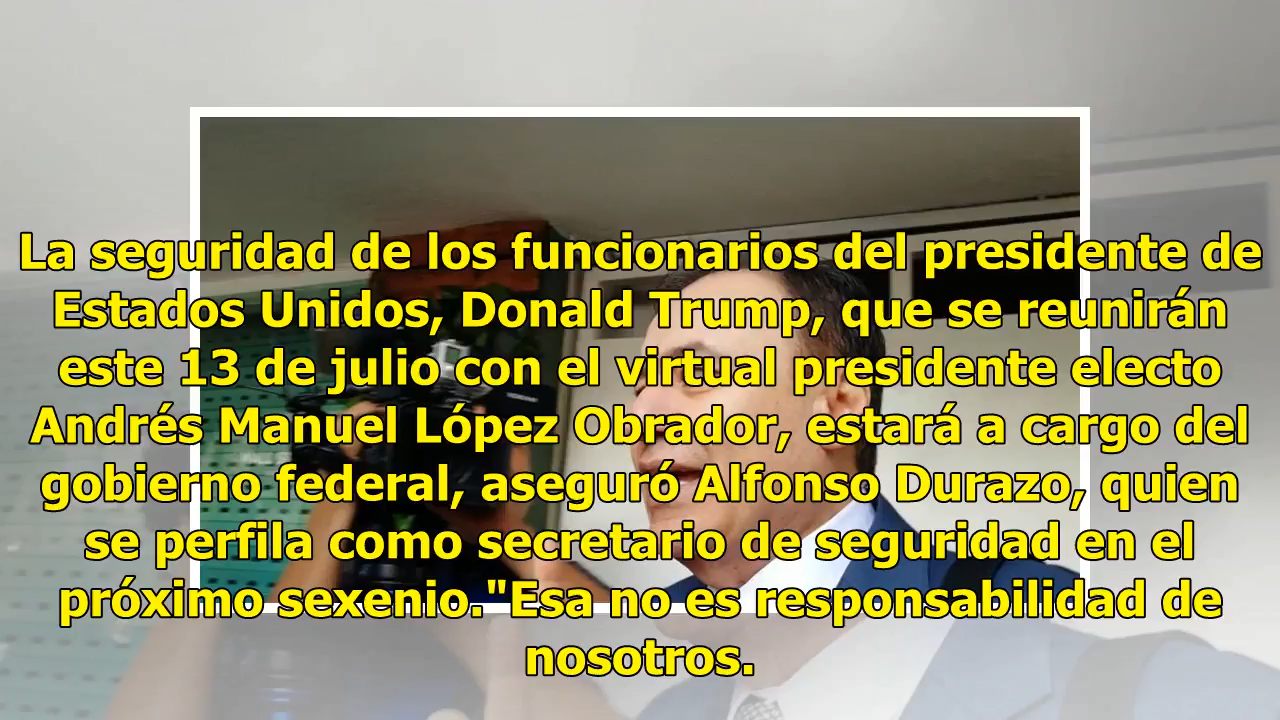 La seguridad de los funcionarios del presidente de
Estados Unidos, Donald Trump, que se reunirán
este 13 de julio con el virtual presidente electo
Andrés Manuel López Obrador, estará a cargo del
gobierno federal, aseguró Alfonso Durazo, quien
se perfila como secretario de seguridad en el
próximo sexenio."Esa no es responsabilidad de
nosotros.